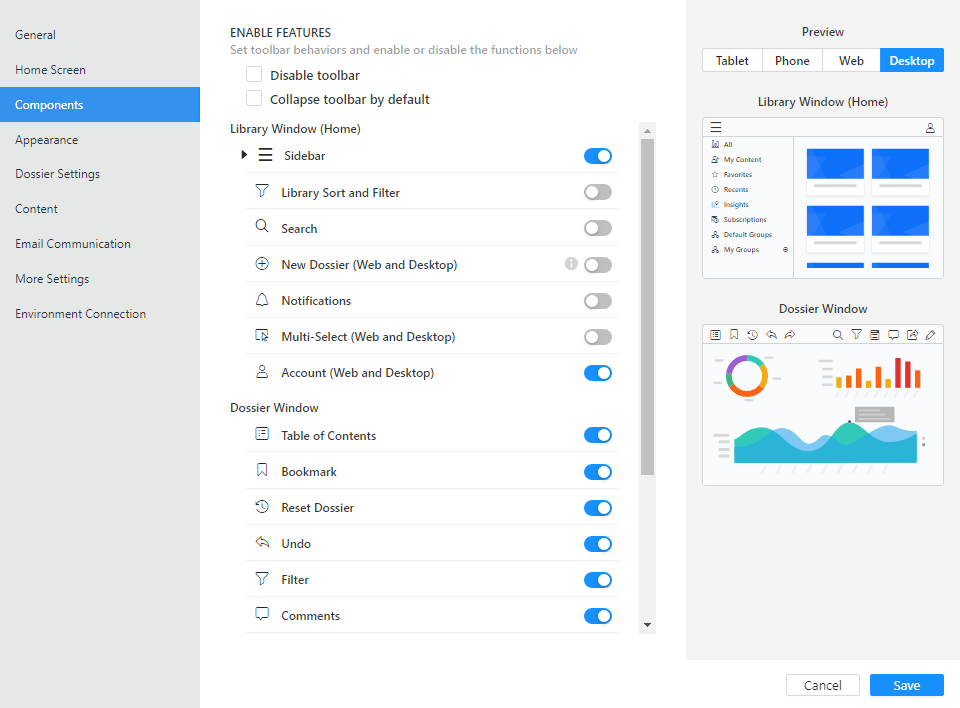 General
Home Screen
Components
Appearance
Dossier Settings
Content
Email Communication
More Settings
Environment Connection
ENABLE FEATURES
Set toolbar behaviors and enable or disable the functions below
Disable toolbar
Collapse toolbar by default
Library Window (Home)
Sidebar
Library Sort and Filter
Search
New Dossier (Web and Desktop)
Notifications
Multi-Select (Web and Desktop)
Account (Web and Desktop)
Dossier Window
Table of Contents
Bookmark
Reset Dossier
Undo
Filter
Comments
Preview
Tablet Phone Web Desktop
Library Window (Home)
All
My Content
Favorites
Recents
Insights
Subscriptions
Default Groups
My Groups
Dossier Window
Cancel Save